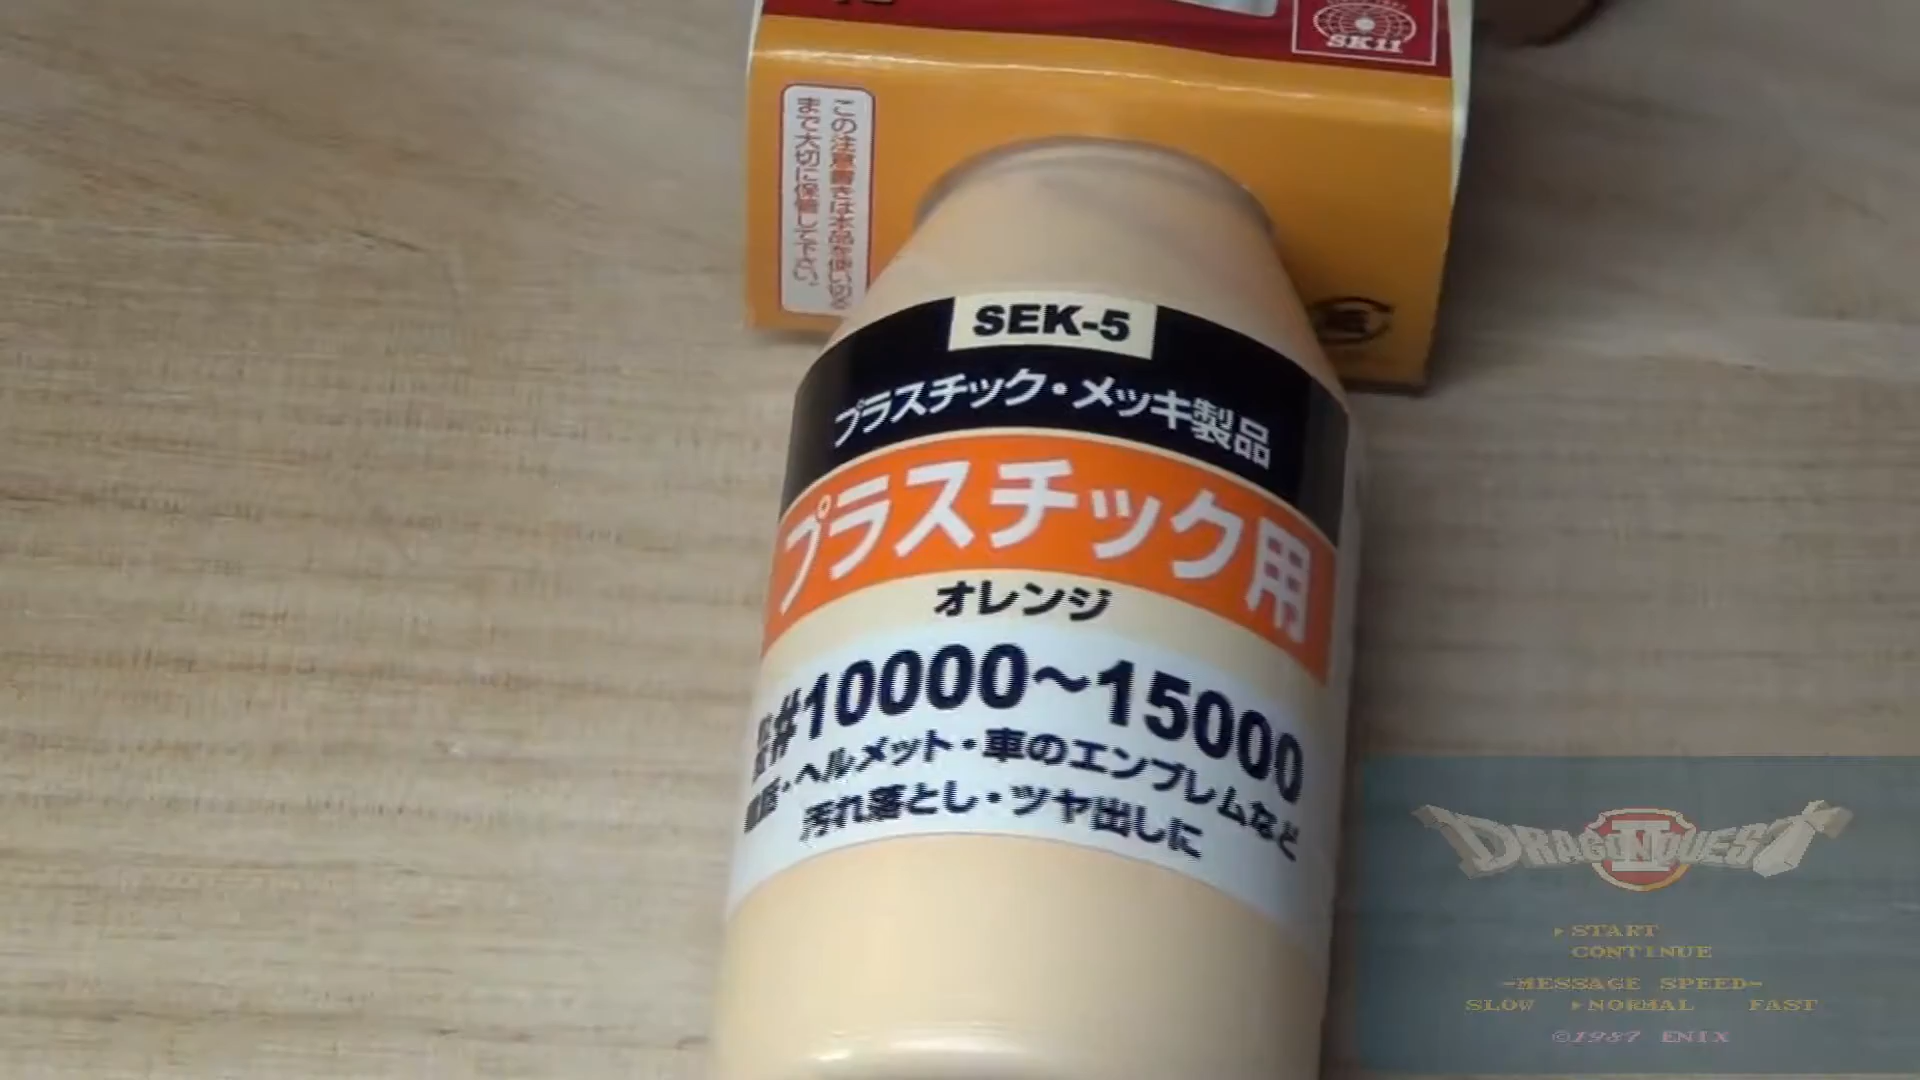 SK11
この注意書きは本品を使い切る
まで大切に保管して下さい。
SEK-5
プラスチック・メッキ製品
プラスチック用
オレンジ
#10000～15000
・ヘルメット・車のエンブレムなど
汚れ落とし・ツヤ出しに
DRAGON QUEST II
▶START
CONTINUE
-MESSAGE SPEED-
SLOW ▶NORMAL FAST
©1987 ENIX